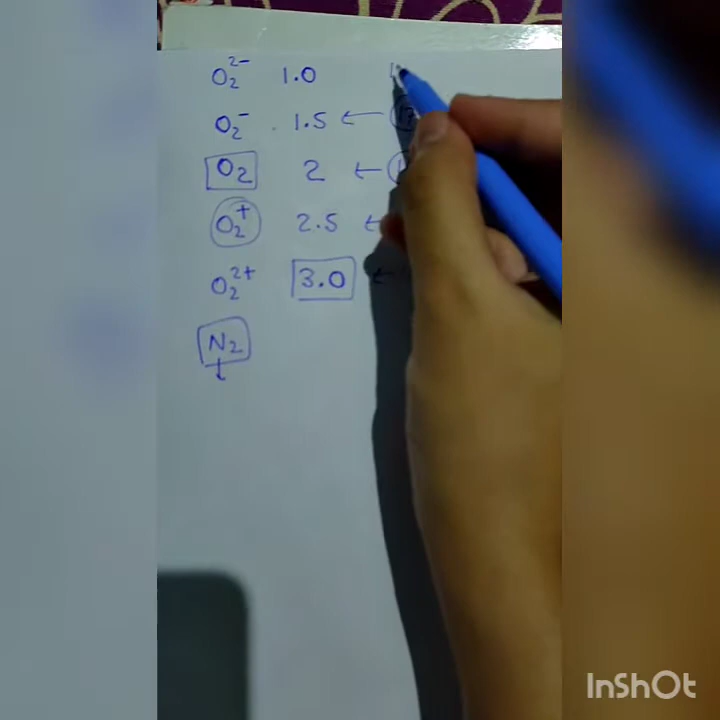 O₂²⁻ 1.0
O₂⁻ 1.5 ←
O₂ 2 ←
O₂⁺ 2.5 ←
O₂²⁺ 3.0 ←
N₂
InShOt